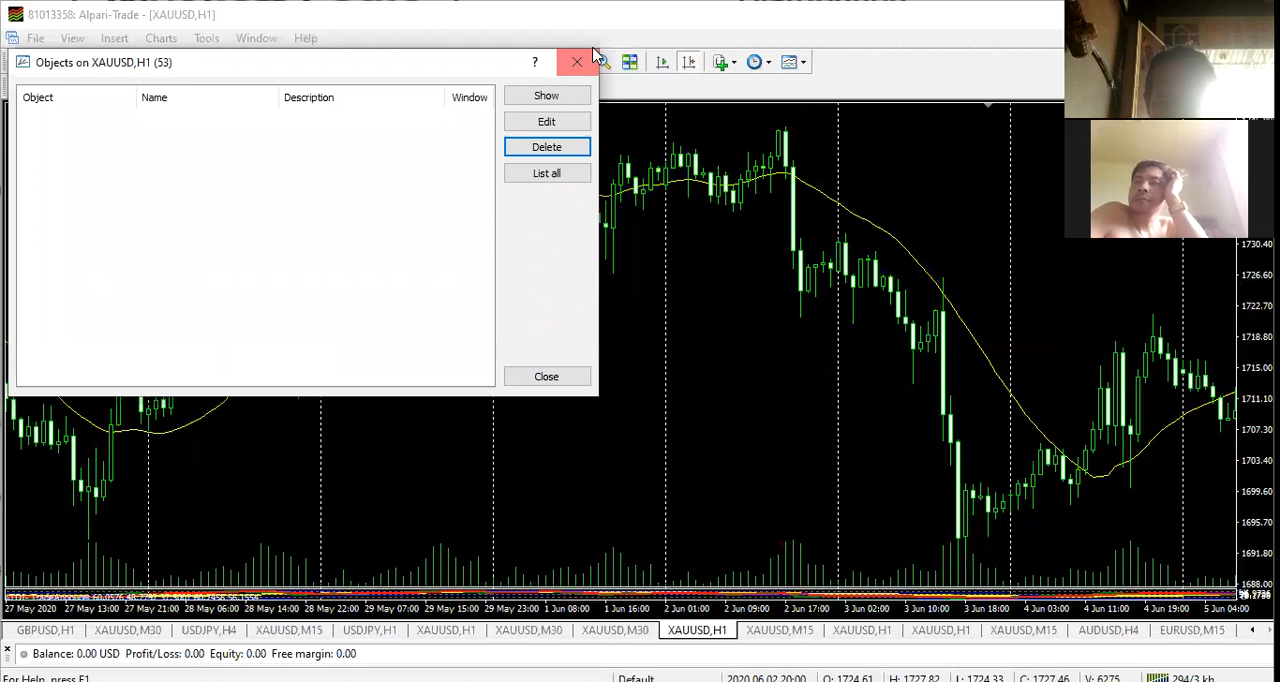 81013358: Alpari-Trade - [XAUUSD,H1]
File View Insert Charts Tools Window Help
Objects on XAUUSD,H1 (53) ?
Object Name Description Window
Show
Edit
Delete
List all
Close
1730.40
1726.60
1722.70
1718.80
1715.00
1711.10
1707.30
1703.40
1699.60
1695.70
1691.80
1688.00
27 May 2020 27 May 13:00 27 May 21:00 28 May 06:00 28 May 14:00 28 May 22:00 29 May 07:00 29 May 15:00 29 May 23:00 1 Jun 08:00 1 Jun 16:00 2 Jun 01:00 2 Jun 09:00 2 Jun 17:00 3 Jun 02:00 3 Jun 10:00 3 Jun 18:00 4 Jun 03:00 4 Jun 11:00 4 Jun 19:00 5 Jun 04:00
GBPUSD,H1 XAUUSD,M30 USDJPY,H4 XAUUSD,M15 USDJPY,H1 XAUUSD,H1 XAUUSD,M30 XAUUSD,M30 XAUUSD,H1 XAUUSD,M15 XAUUSD,H1 XAUUSD,H1 XAUUSD,M15 AUDUSD,H4 EURUSD,M15
Balance: 0.00 USD Profit/Loss: 0.00 Equity: 0.00 Free margin: 0.00
For Help, press F1 Default 2020.06.02 20:00 O: 1724.61 H: 1727.82 L: 1724.33 C: 1727.46 V: 6275 294/3 kb